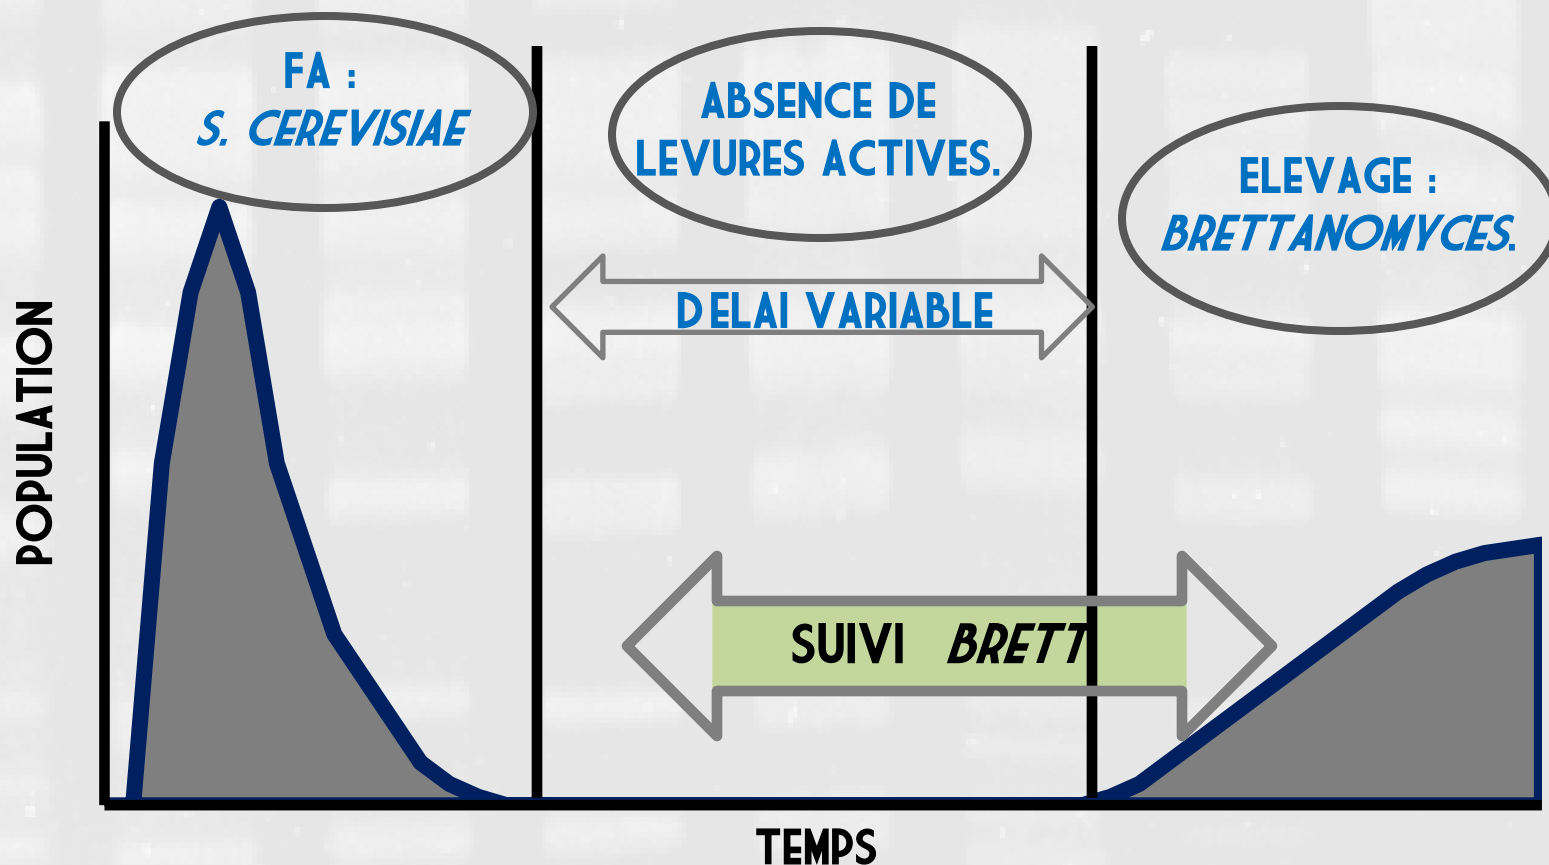 FA :
S. CEREVISIAE
ABSENCE DE
LEVURES ACTIVES.
ELEVAGE :
BRETTANOMYCES.
DELAI VARIABLE
POPULATION
SUIVI BRETT
TEMPS